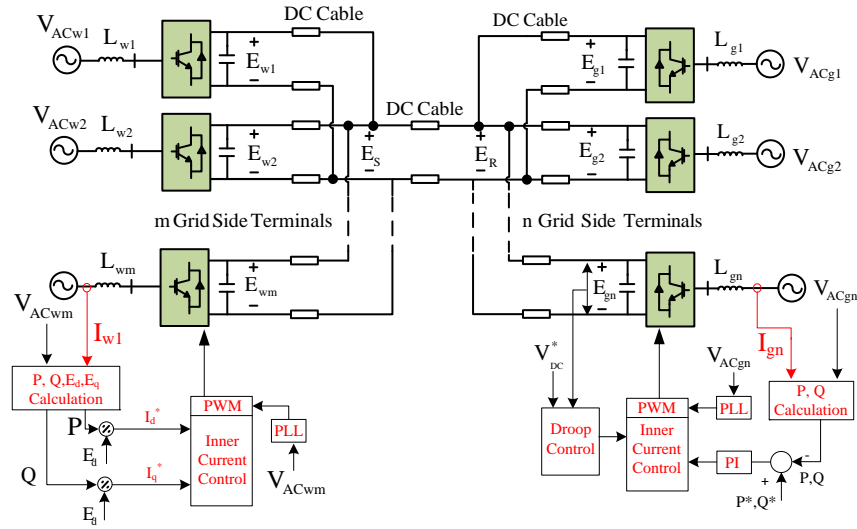 DC Cable
DC Cable
V_ACw1
L_w1
+
E_w1
−
+
E_g1
−
L_g1
V_ACg1
DC Cable
V_ACw2
L_w2
+
E_w2
−
+
E_S
−
+
E_R
−
+
E_g2
−
L_g2
V_ACg2
m Grid Side Terminals
n Grid Side Terminals
L_wm
+
E_wm
−
+
E_gn
−
L_gn
V_ACwm
I_w1
V*_DC
V_ACgn
I_gn
V_ACgn
P, Q,E_d,E_q
Calculation
P
E_d
I_d*
Q
E_d
I_q*
PWM
Inner
Current
Control
PLL
V_ACwm
Droop
Control
PWM
Inner
Current
Control
PLL
PI
P, Q
Calculation
-
P,Q
+
P*,Q*